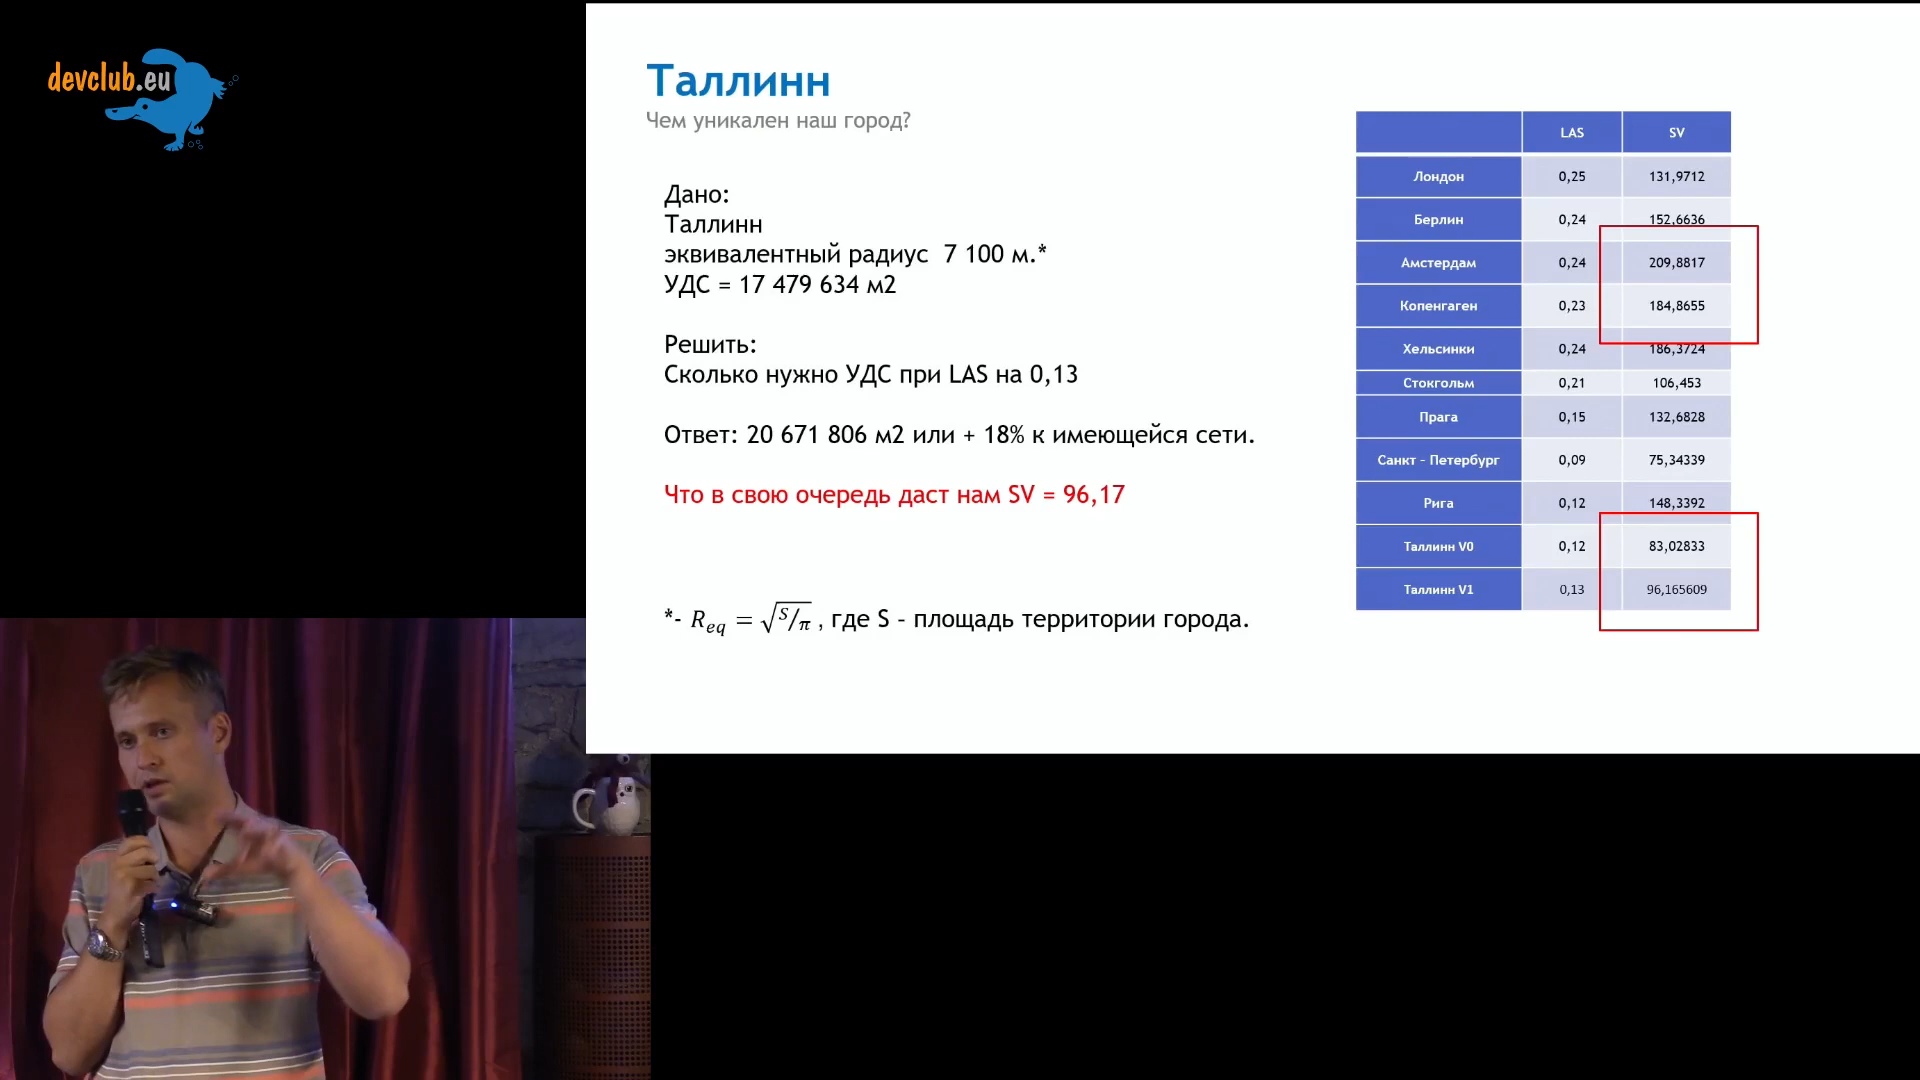 devclub.eu
Таллинн
Чем уникален наш город?
Дано:
Таллинн
эквивалентный радиус 7 100 м.*
УДС = 17 479 634 м2
Решить:
Сколько нужно УДС при LAS на 0,13
Ответ: 20 671 806 м2 или + 18% к имеющейся сети.
Что в свою очередь даст нам SV = 96,17
*- R_eq = √S/π , где S – площадь территории города.
LAS SV
Лондон 0,25 131,9712
Берлин 0,24 152,6636
Амстердам 0,24 209,8817
Копенгаген 0,23 184,8655
Хельсинки 0,24 186,3724
Стокгольм 0,21 106,453
Прага 0,15 132,6828
Санкт – Петербург 0,09 75,34339
Рига 0,12 148,3392
Таллинн V0 0,12 83,02833
Таллинн V1 0,13 96,165609